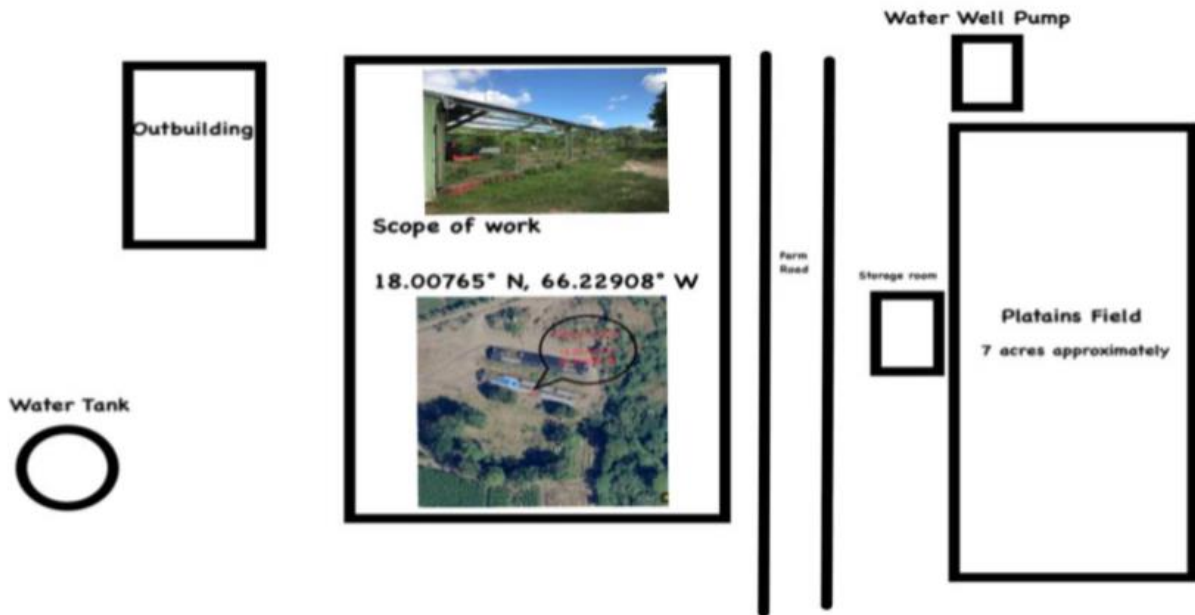 Water Well Pump
Outbuilding
Scope of work
18.00765° N, 66.22908° W
Farm
Road
Storage room
Platains Field
7 acres approximately
Water Tank